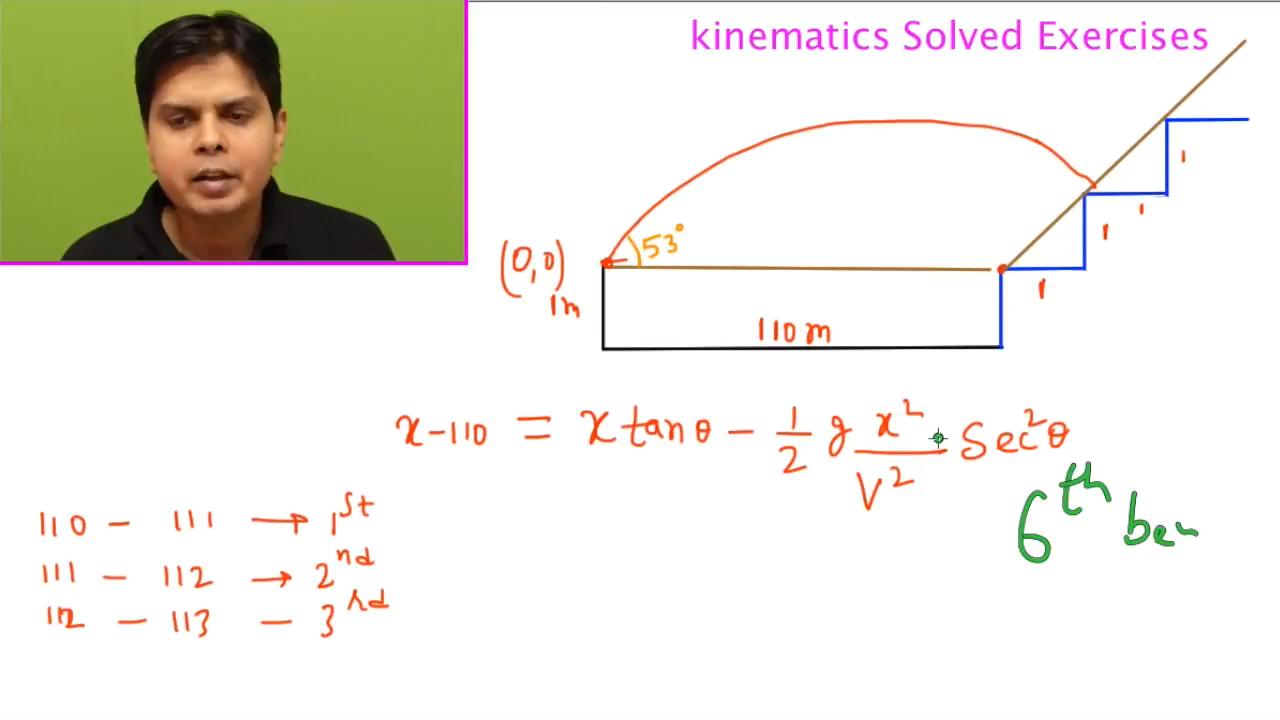 kinematics Solved Exercises
(0,0)
53°
1m
110 m
1
1
1
1
x-110 = x tanθ - 1/2 g x²/V² Sec²θ
6th
110 - 111 → 1st
111 - 112 → 2nd
112 - 113 - 3rd